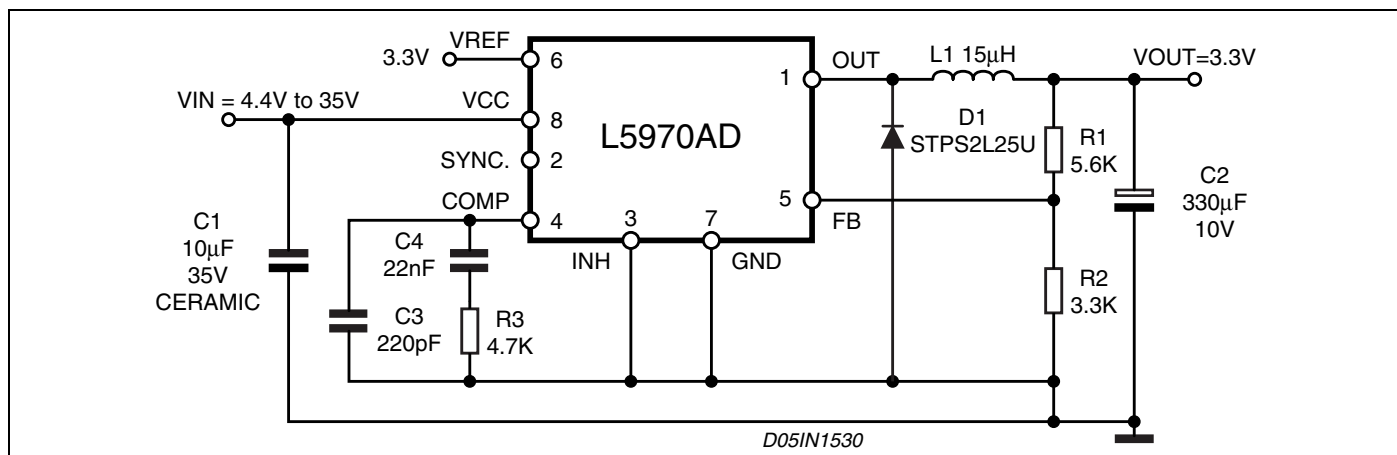 VREF
3.3V
6
OUT
L1 15μH
VOUT=3.3V
1
VIN = 4.4V to 35V
VCC
8
L5970AD
D1
STPS2L25U
R1
5.6K
SYNC.
2
COMP
4
3
7
5
FB
C2
330μF
10V
C1
10μF
35V
CERAMIC
C4
22nF
INH
GND
R2
3.3K
C3
220pF
R3
4.7K
D05IN1530